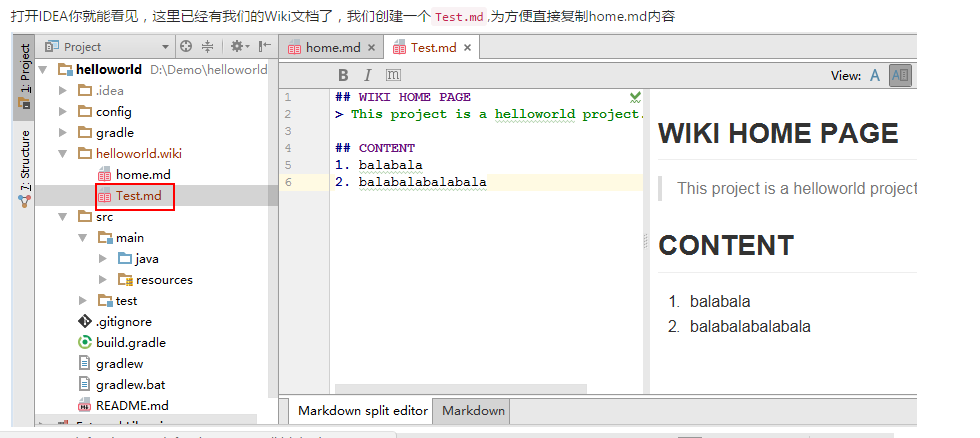 打开IDEA你就能看见，这里已经有我们的Wiki文档了，我们创建一个 Test.md ,为方便直接复制home.md内容
1: Project
7: Structure
Project
helloworld D:\Demo\helloworld
.idea
config
gradle
helloworld.wiki
home.md
Test.md
src
main
java
resources
test
.gitignore
build.gradle
gradlew
gradlew.bat
README.md
home.md
Test.md
B I m
View: A A
1 ## WIKI HOME PAGE
2 > This project is a helloworld project.
3
4 ## CONTENT
5 1. balabala
6 2. balabalabalabala
WIKI HOME PAGE
This project is a helloworld project
CONTENT
1. balabala
2. balabalabalabala
Markdown split editor
Markdown